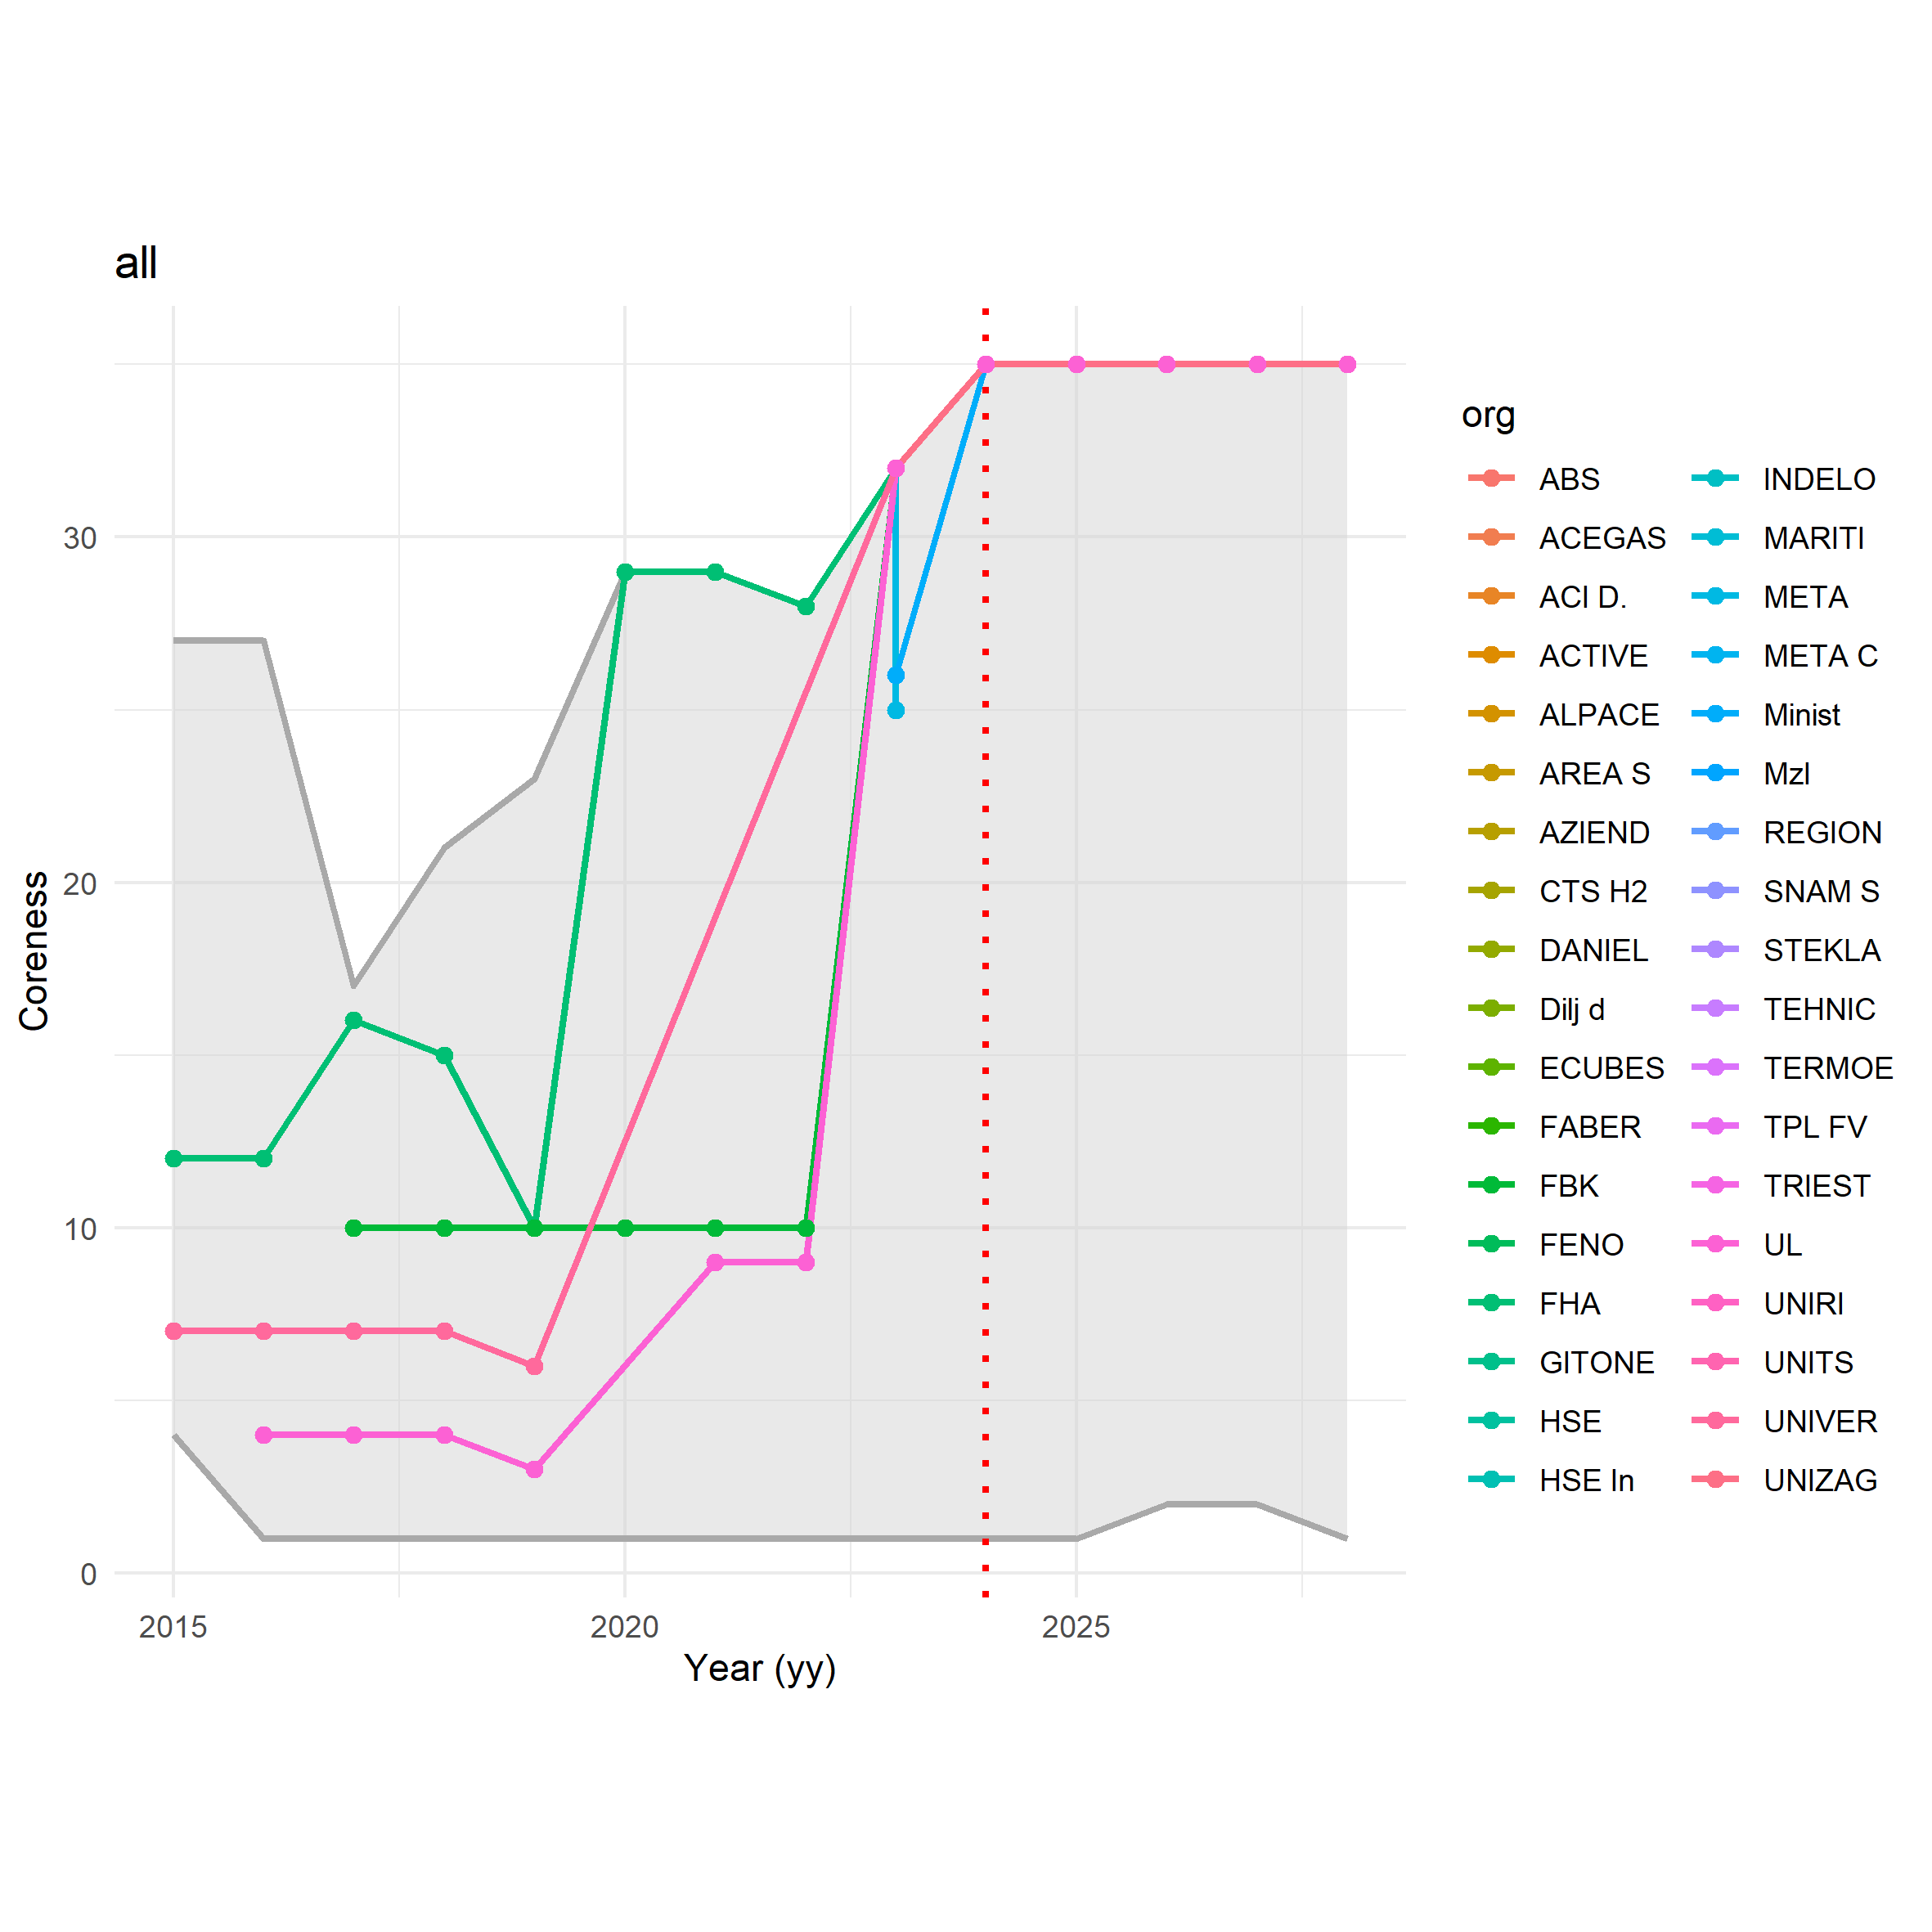 all
30
20
10
0
Coreness
2015
2020
2025
Year (yy)
org
ABS
ACEGAS
ACI D.
ACTIVE
ALPACE
AREA S
AZIEND
CTS H2
DANIEL
Dilj d
ECUBES
FABER
FBK
FENO
FHA
GITONE
HSE
HSE In
INDELO
MARITI
META
META C
Minist
Mzl
REGION
SNAM S
STEKLA
TEHNIC
TERMOE
TPL FV
TRIEST
UL
UNIRI
UNITS
UNIVER
UNIZAG